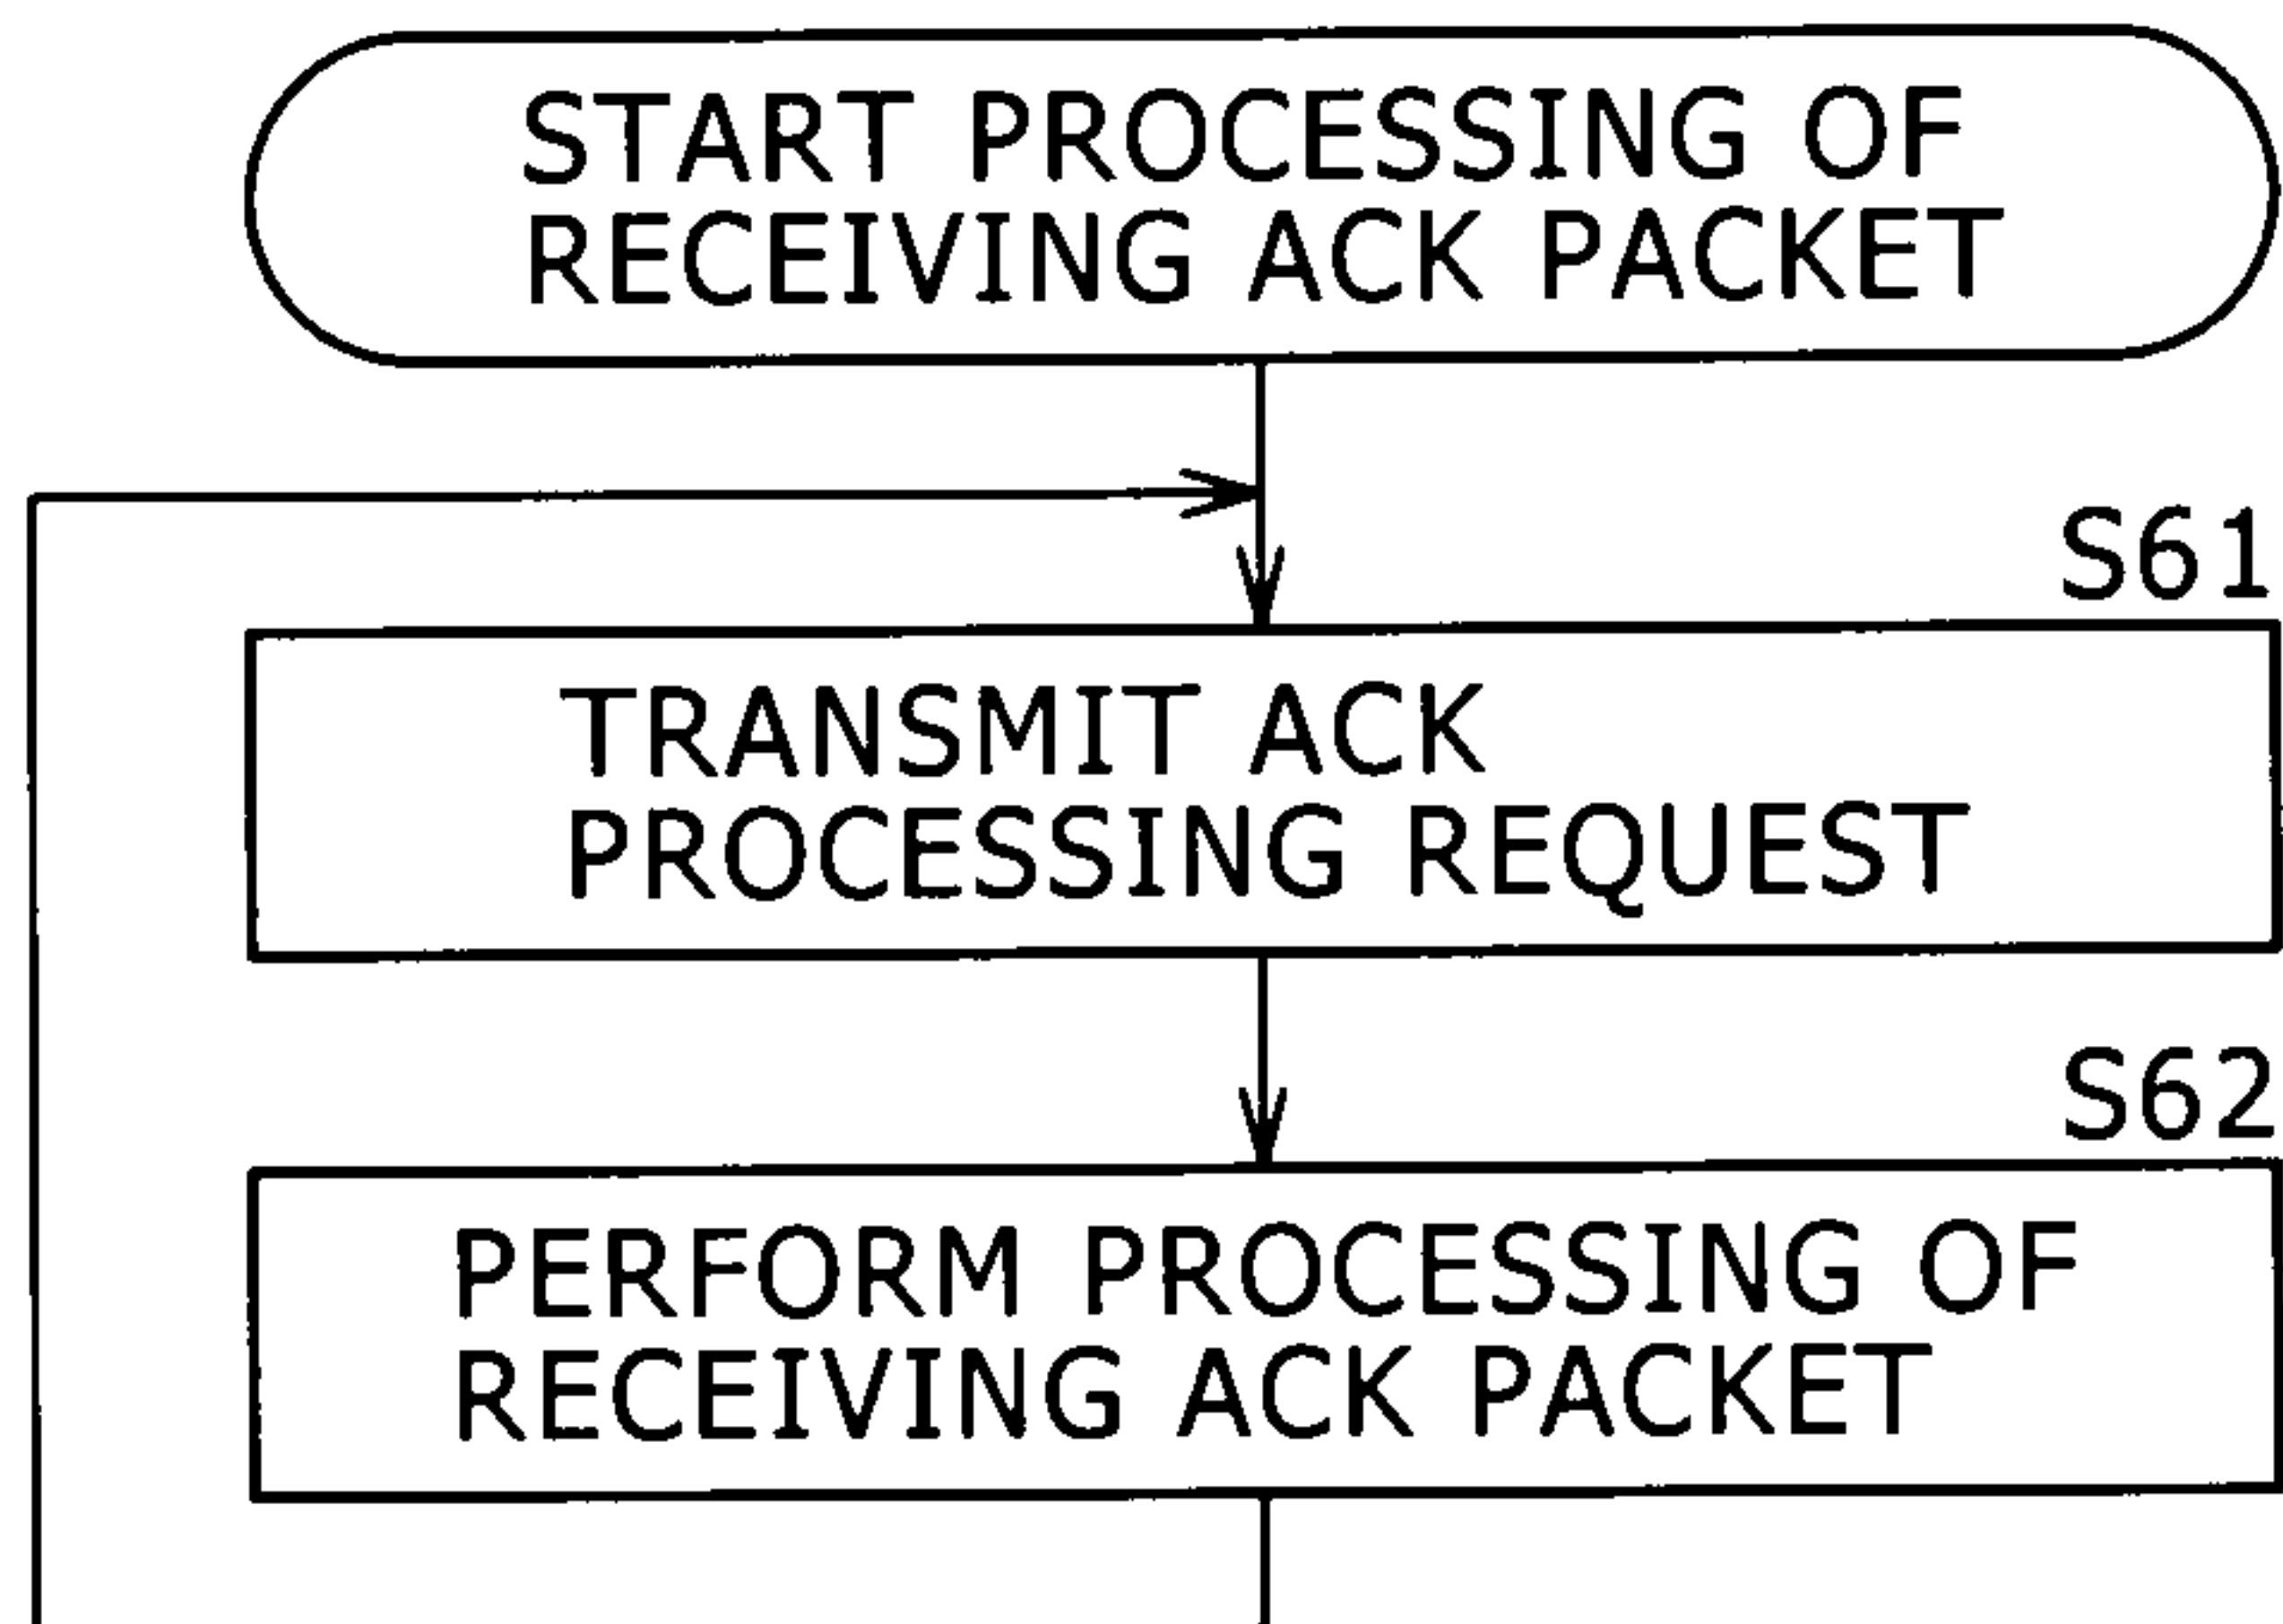 START PROCESSING OF
RECEIVING ACK PACKET
S61
TRANSMIT ACK
PROCESSING REQUEST
S62
PERFORM PROCESSING OF
RECEIVING ACK PACKET